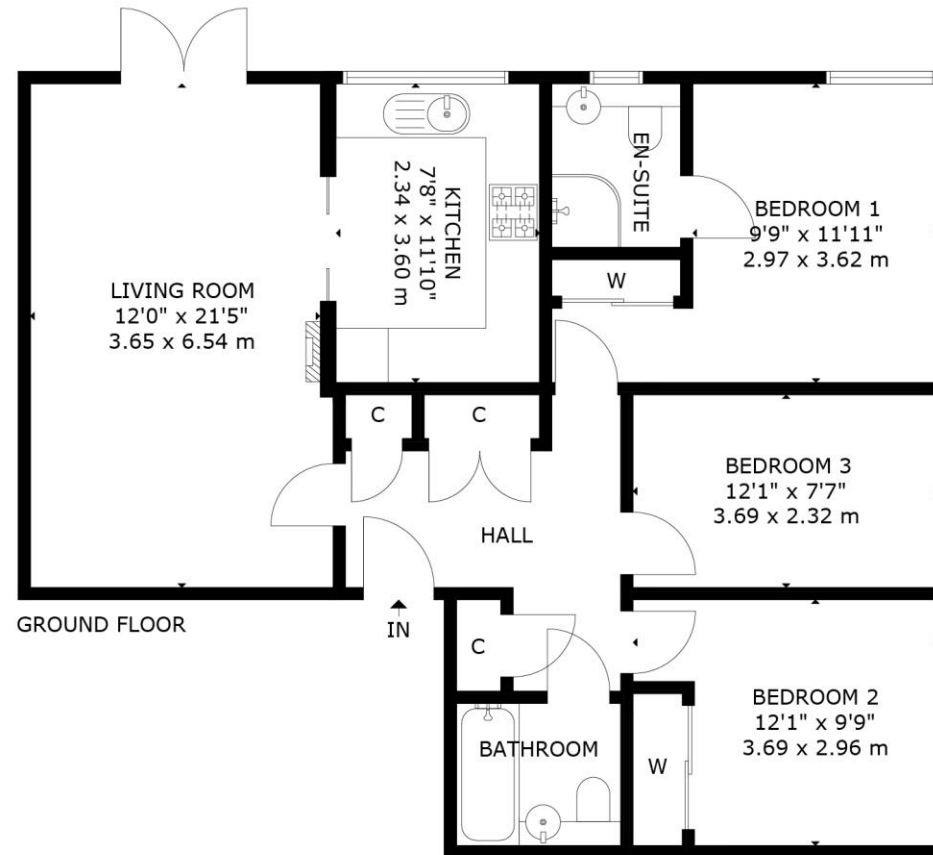 LIVING ROOM
12'0" x 21'5"
3.65 x 6.54 m
KITCHEN
7'8" x 11'10"
2.34 x 3.60 m
EN-SUITE
BEDROOM 1
9'9" x 11'11"
2.97 x 3.62 m
W
C
C
BEDROOM 3
12'1" x 7'7"
3.69 x 2.32 m
HALL
GROUND FLOOR
IN
C
BEDROOM 2
12'1" x 9'9"
3.69 x 2.96 m
BATHROOM
W